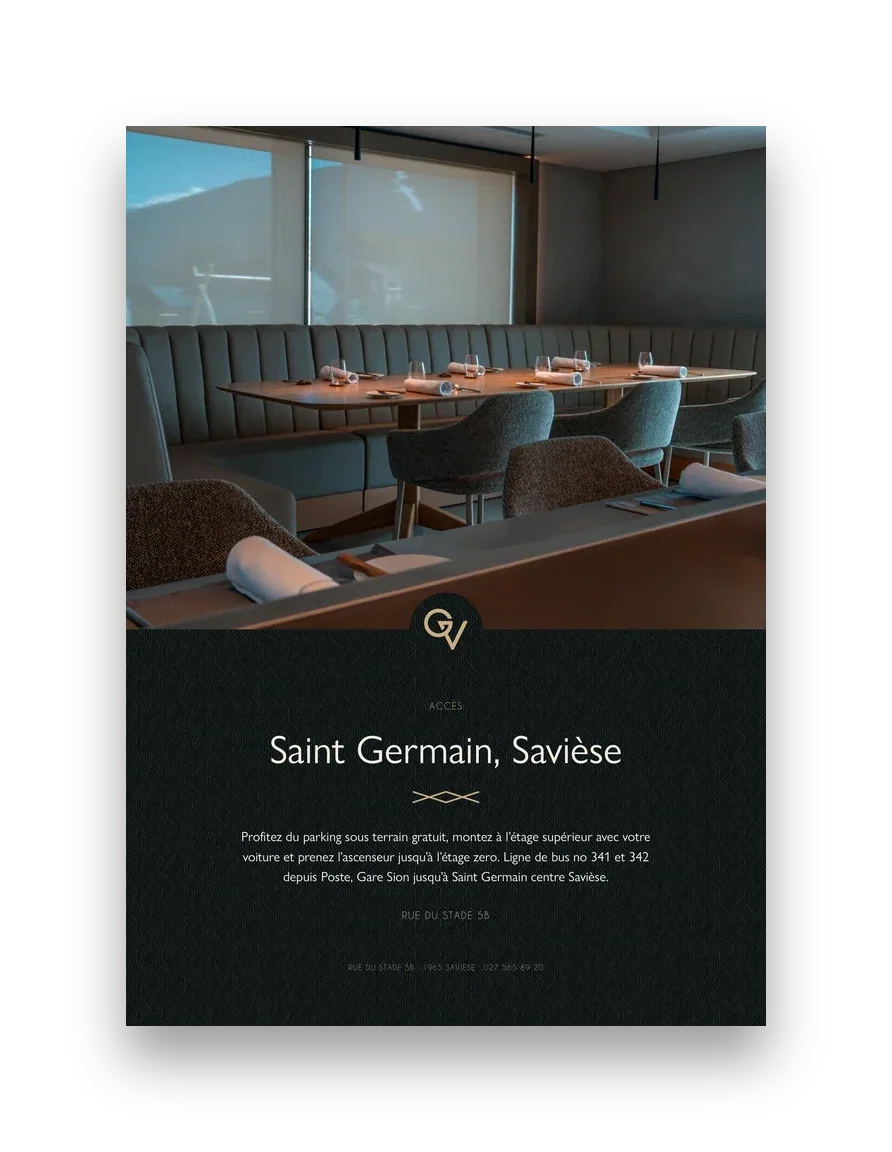 GV
ACCÈS
Saint Germain, Savièse
Profitez du parking sous terrain gratuit, montez à l'étage supérieur avec votre
voiture et prenez l'ascenseur jusqu'à l'étage zero. Ligne de bus no 341 et 342
depuis Poste, Gare Sion jusqu'à Saint Germain centre Savièse.
RUE DU STADE 5B
RUE DU STADE 5B · 1965 SAVIÈSE · 027 565 89 20